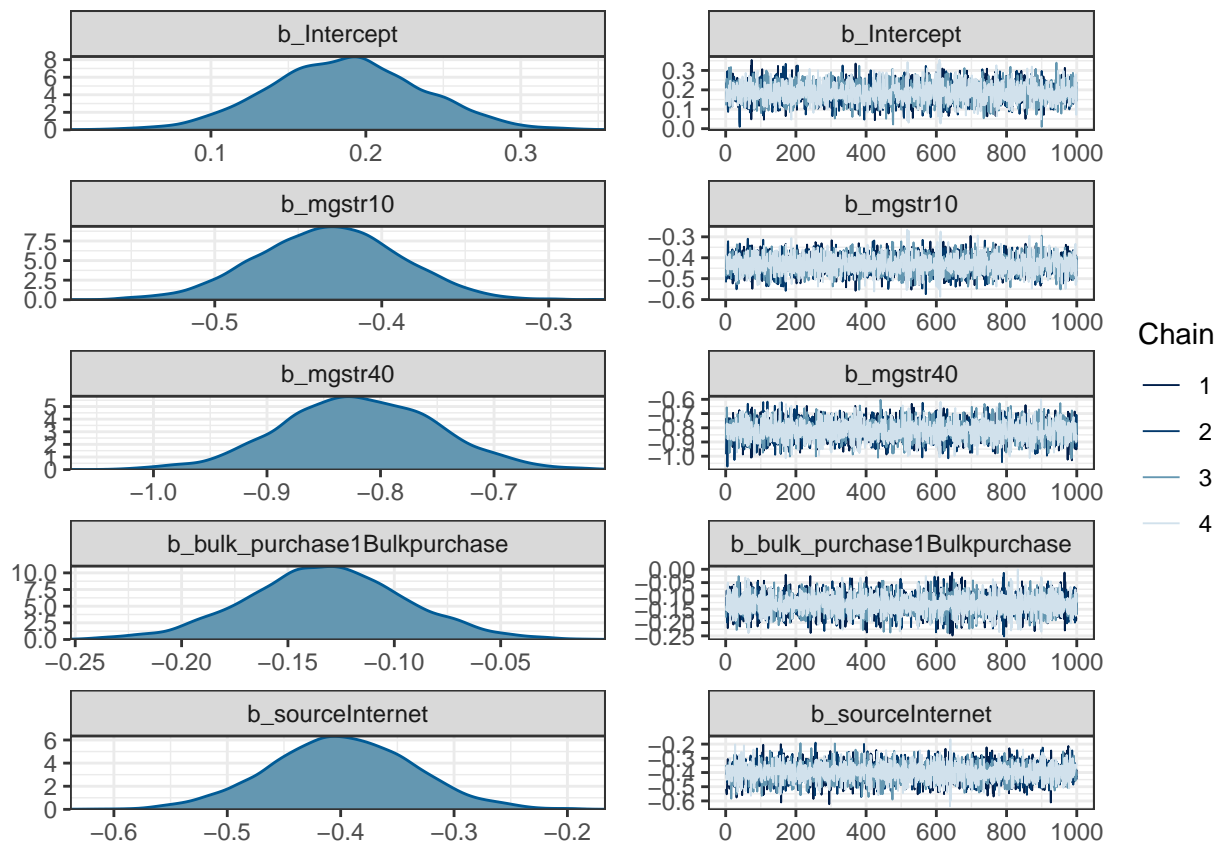 b_Intercept
8
6
4
2
0
0.1 0.2 0.3
b_Intercept
0.3
0.2
0.1
0.0
0 200 400 600 800 1000
b_mgstr10
7.5
5.0
2.5
0.0
−0.5 −0.4 −0.3
b_mgstr10
−0.3
−0.4
−0.5
−0.6
0 200 400 600 800 1000
b_mgstr40
5
4
3
2
1
0
−1.0 −0.9 −0.8 −0.7
b_mgstr40
−0.6
−0.7
−0.8
−0.9
−1.0
0 200 400 600 800 1000
b_bulk_purchase1Bulkpurchase
10.0
7.5
5.0
2.5
0.0
−0.25 −0.20 −0.15 −0.10 −0.05
b_bulk_purchase1Bulkpurchase
0.00
−0.05
−0.10
−0.15
−0.20
−0.25
0 200 400 600 800 1000
b_sourceInternet
6
4
2
0
−0.6 −0.5 −0.4 −0.3 −0.2
b_sourceInternet
−0.2
−0.3
−0.4
−0.5
−0.6
0 200 400 600 800 1000
Chain
1
2
3
4